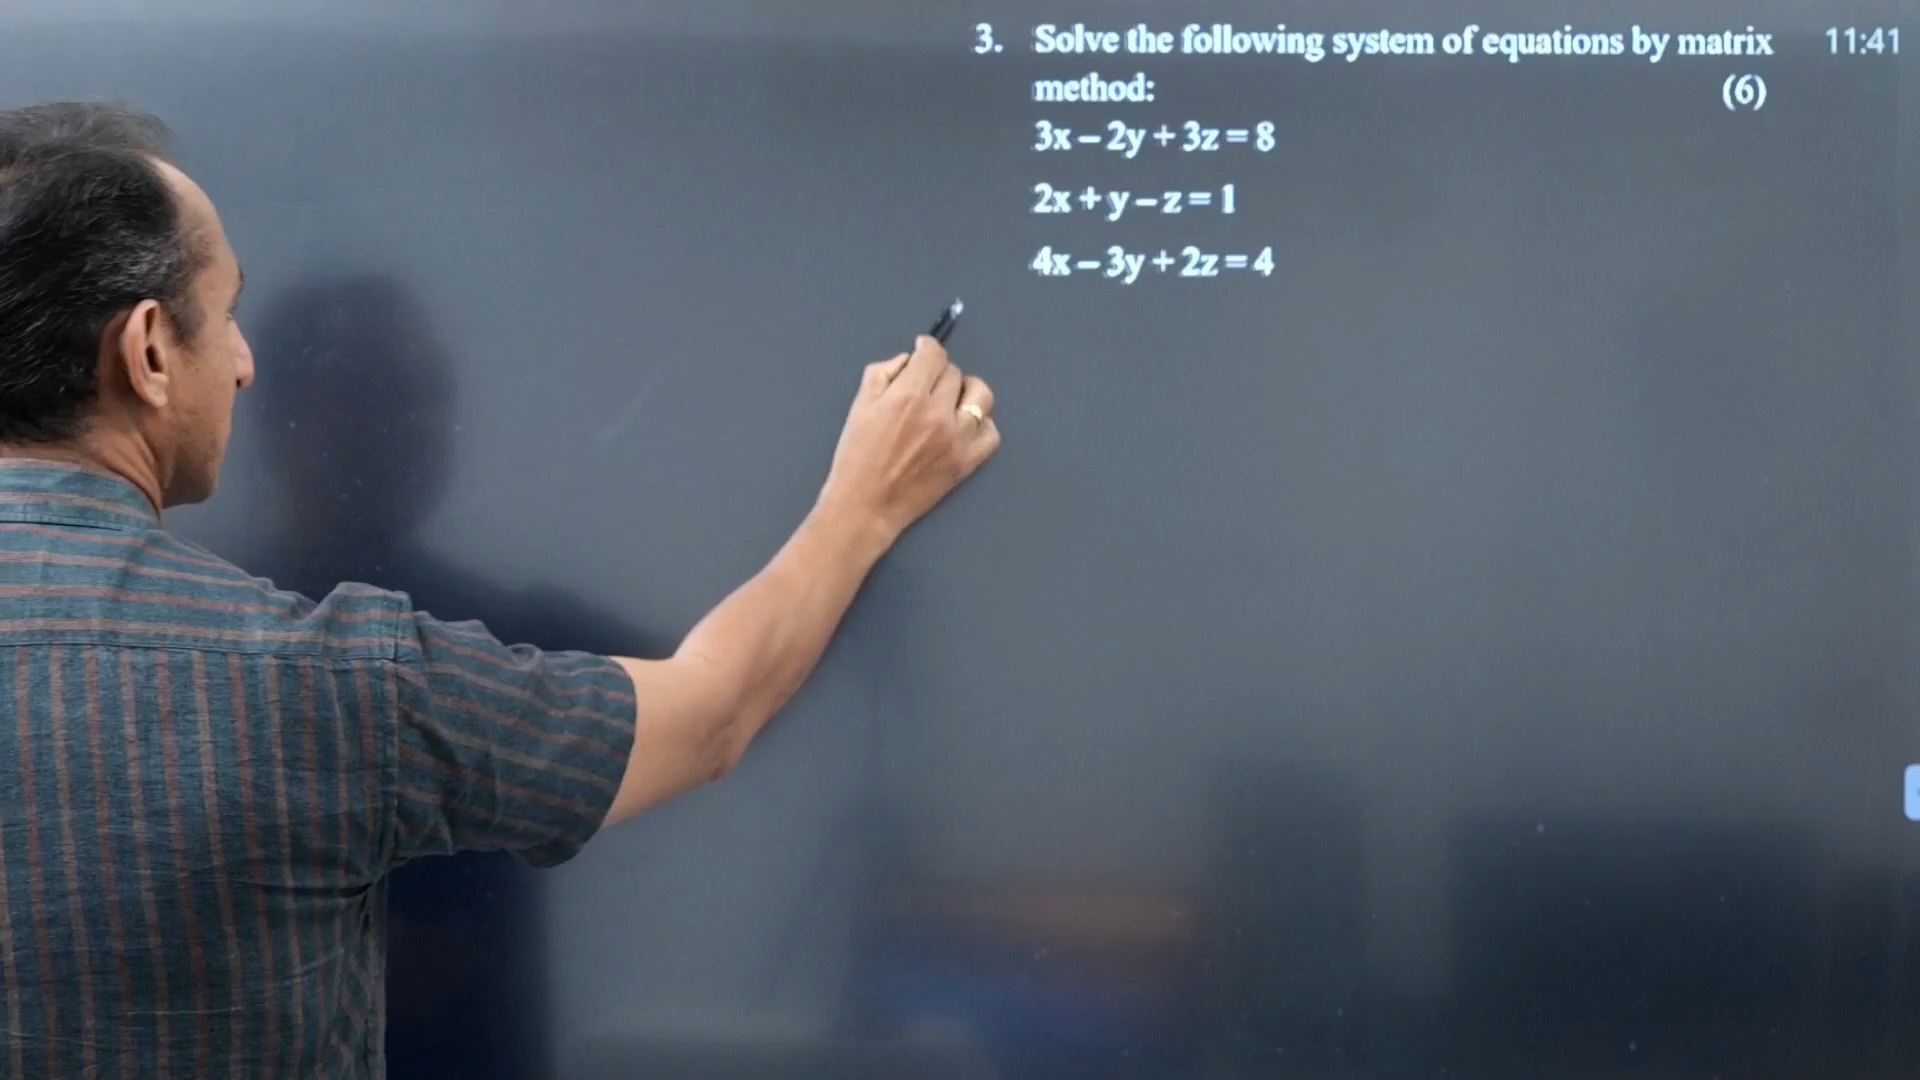 3. Solve the following system of equations by matrix
method: (6)
3x – 2y + 3z = 8
2x + y – z = 1
4x – 3y + 2z = 4
11:41